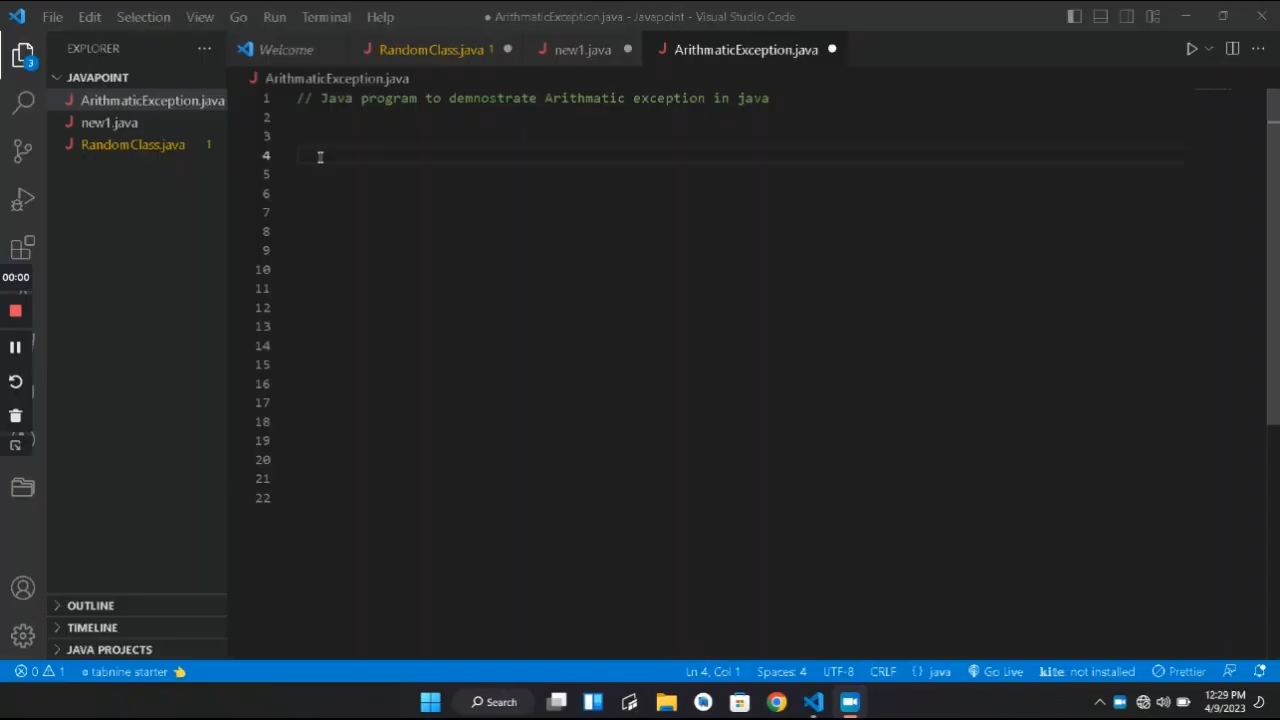 File Edit Selection View Go Run Terminal Help
● ArithmaticException.java - Javapoint - Visual Studio Code
EXPLORER
Welcome
RandomClass.java 1
new1.java
ArithmaticException.java
JAVAPOINT
ArithmaticException.java
new1.java
RandomClass.java 1
3
ArithmaticException.java
1 // Java program to demnostrate Arithmatic exception in java
2
3
4
5
6
7
8
9
10
11
12
13
14
15
16
17
18
19
20
21
22
00:00
OUTLINE
TIMELINE
JAVA PROJECTS
0 1 tabnine starter 👈 Ln 4, Col 1 Spaces: 4 UTF-8 CRLF {} java Go Live kite: not installed Prettier
Search
12:29 PM
4/9/2023